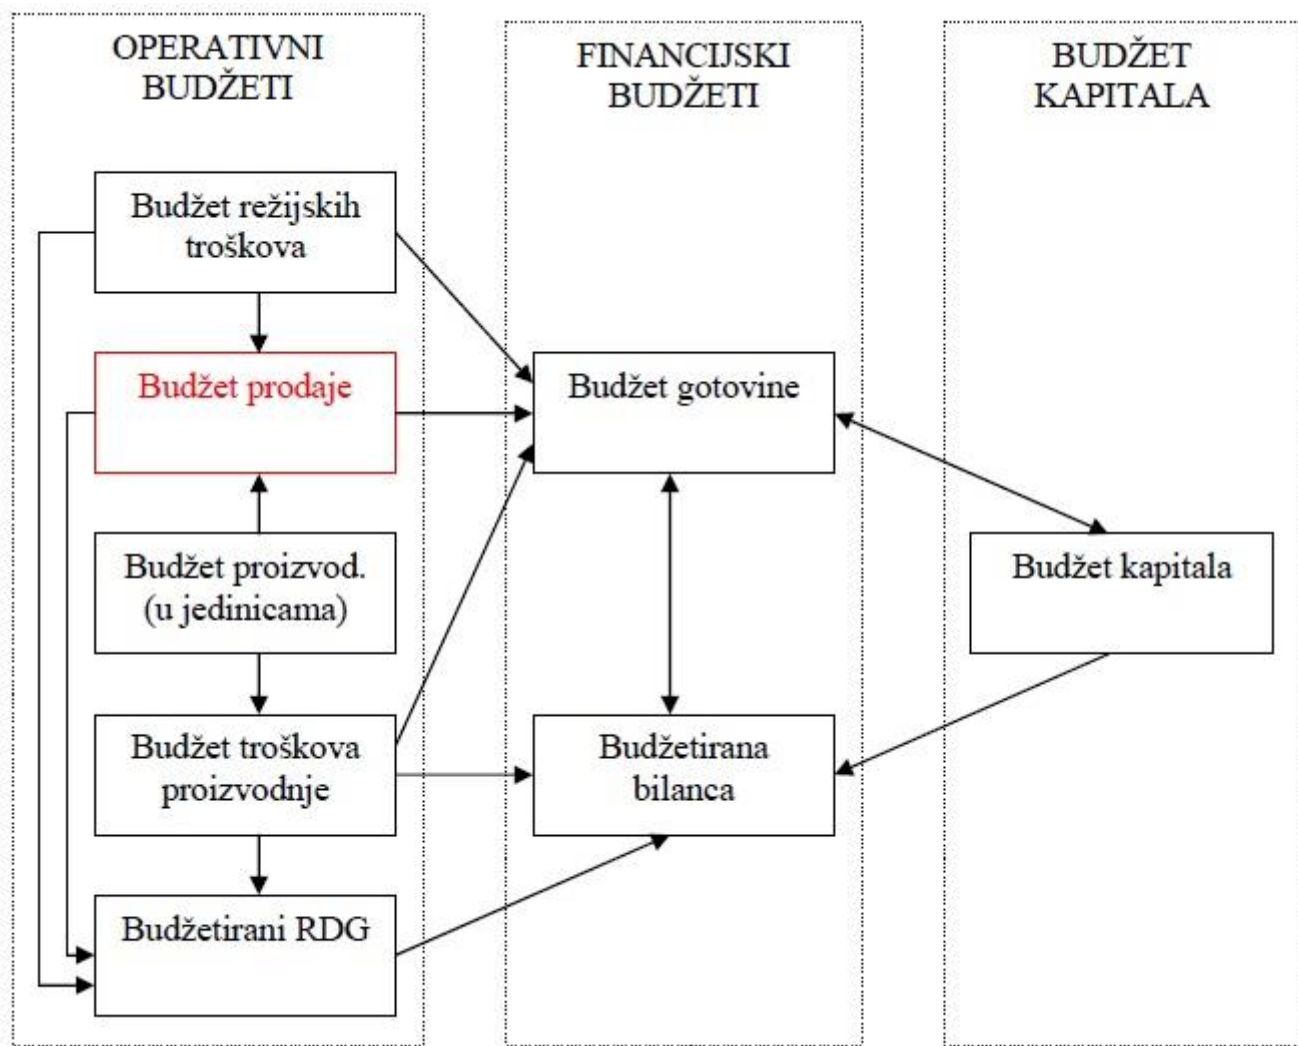 OPERATIVNI
BUDŽETI
FINANCIJSKI
BUDŽETI
BUDŽET
KAPITALA
Budžet režijskih
troškova
Budžet prodaje
Budžet gotovine
Budžet proizvod.
(u jedinicama)
Budžet kapitala
Budžet troškova
proizvodnje
Budžetirana
bilanca
Budžetirani RDG